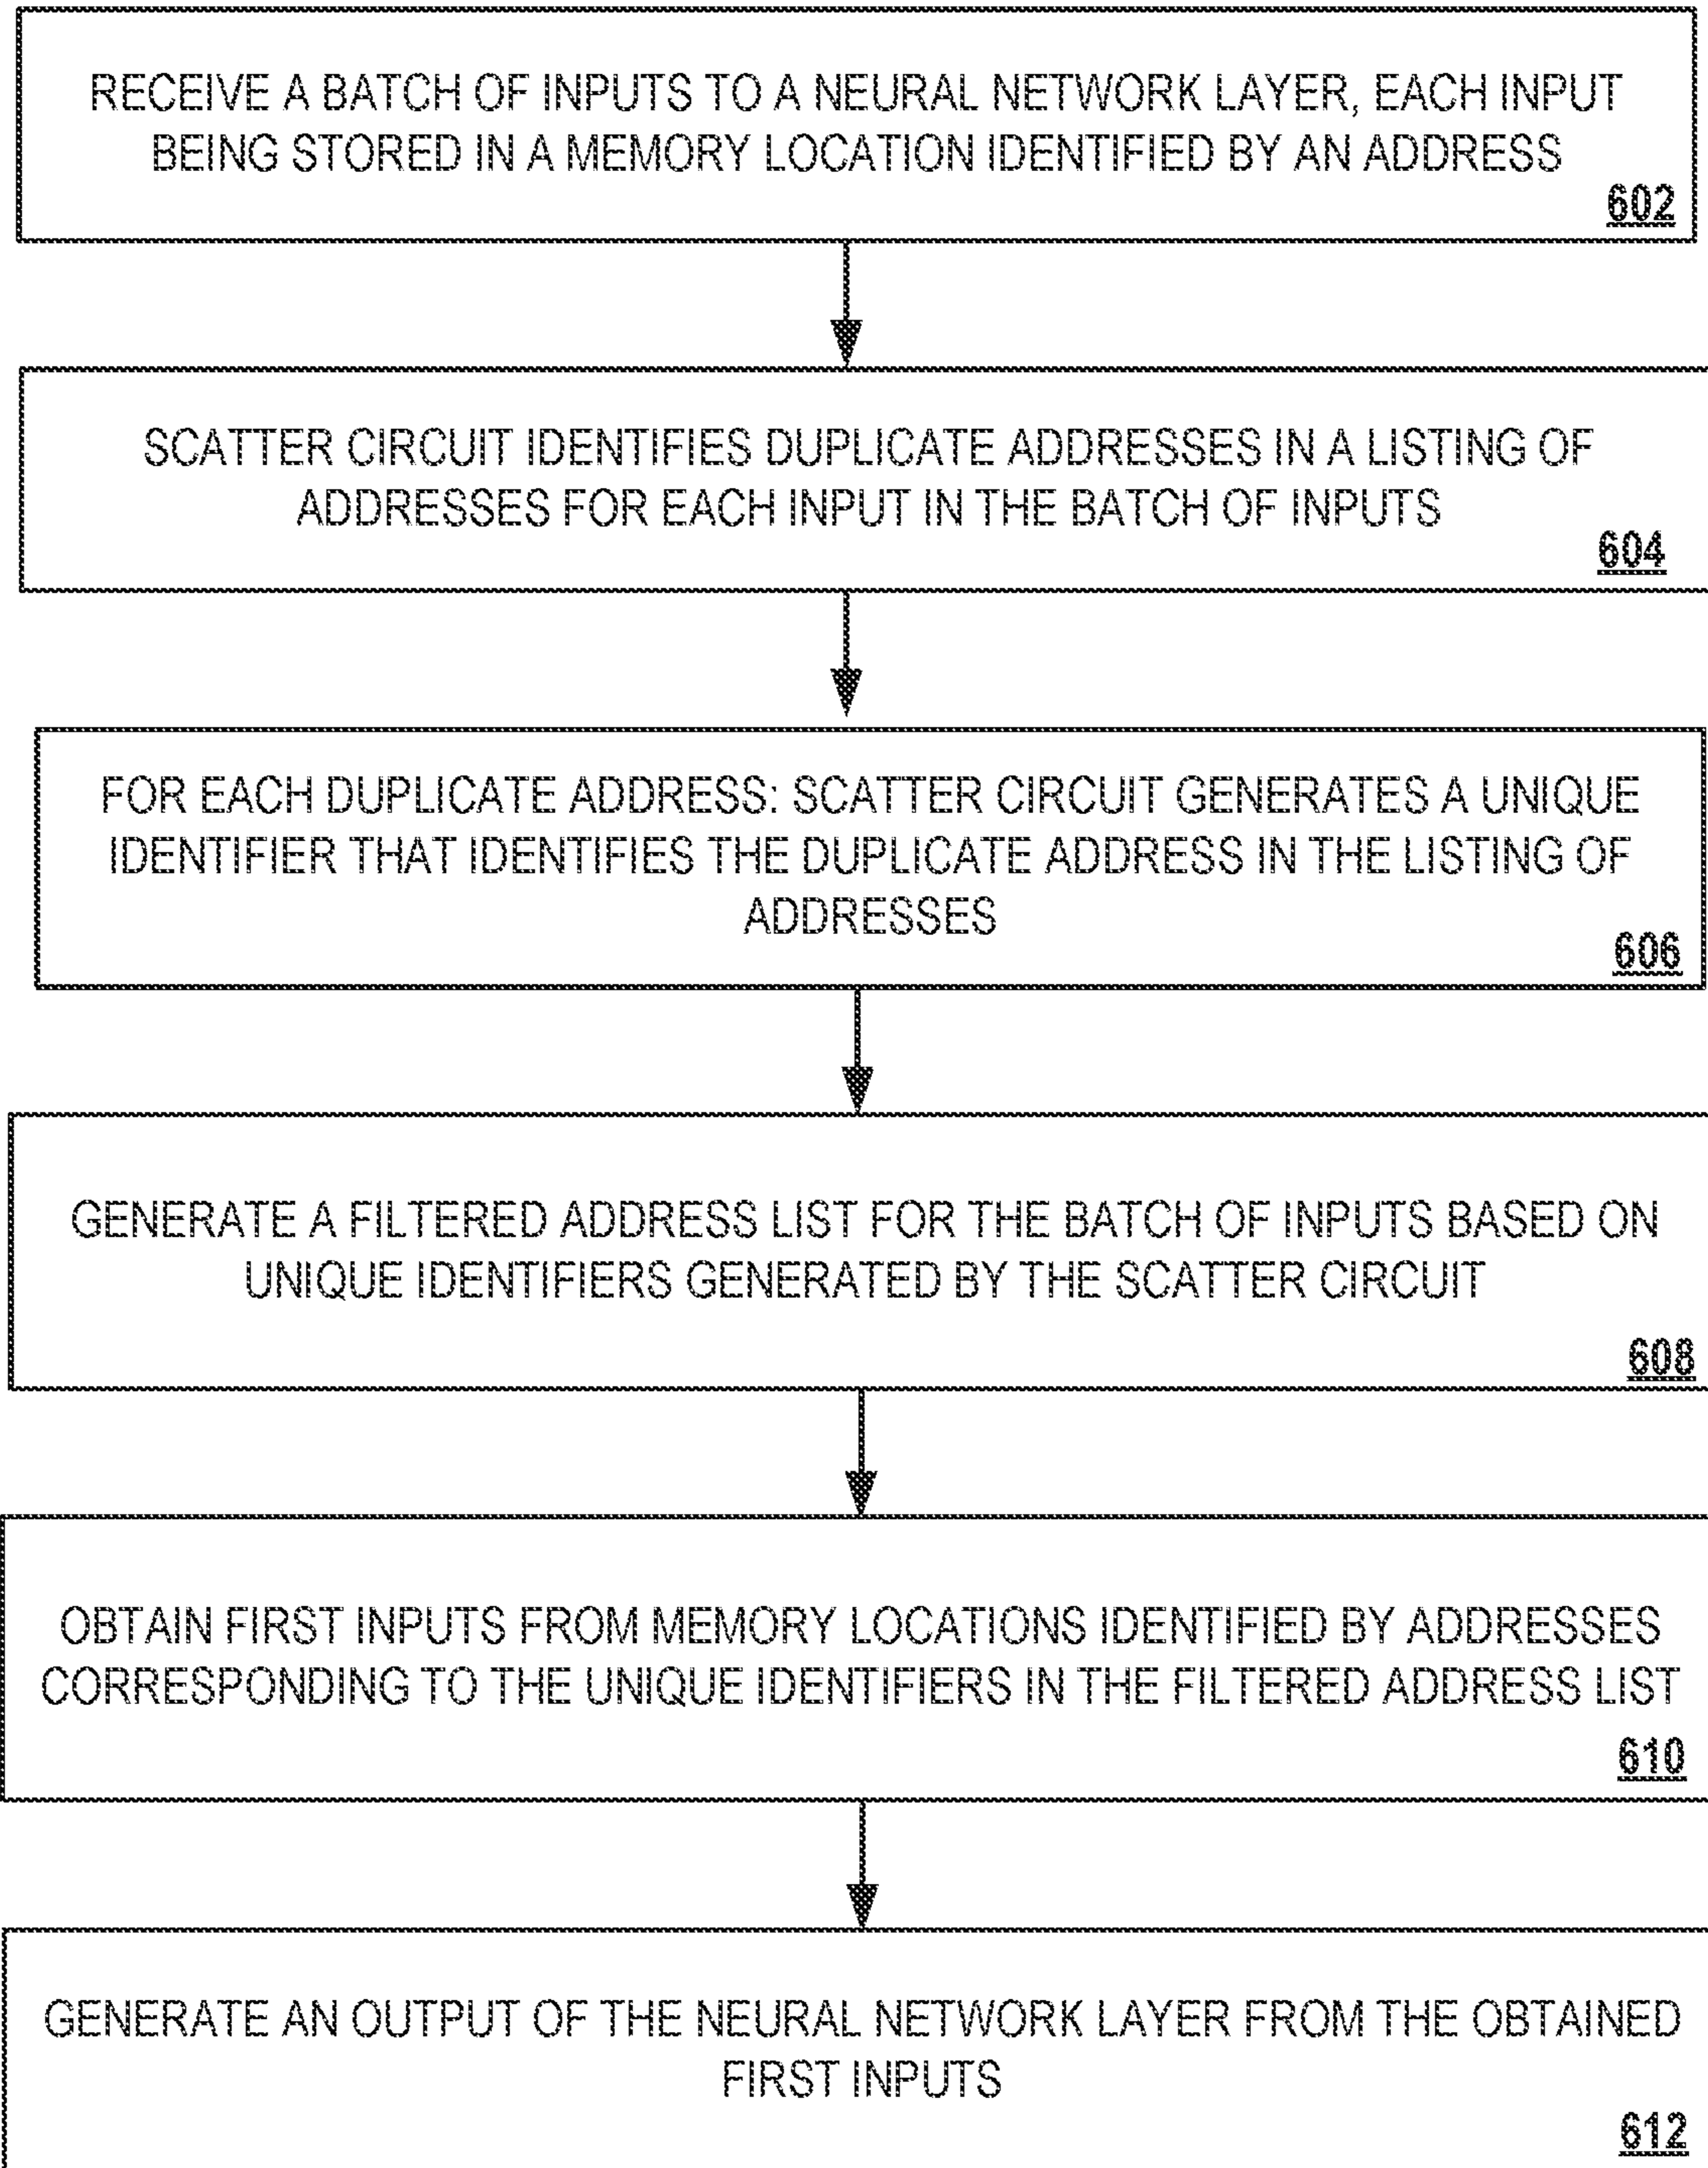 RECEIVE A BATCH OF INPUTS TO A NEURAL NETWORK LAYER, EACH INPUT
BEING STORED IN A MEMORY LOCATION IDENTIFIED BY AN ADDRESS
602
SCATTER CIRCUIT IDENTIFIES DUPLICATE ADDRESSES IN A LISTING OF
ADDRESSES FOR EACH INPUT IN THE BATCH OF INPUTS
604
FOR EACH DUPLICATE ADDRESS: SCATTER CIRCUIT GENERATES A UNIQUE
IDENTIFIER THAT IDENTIFIES THE DUPLICATE ADDRESS IN THE LISTING OF
ADDRESSES
606
GENERATE A FILTERED ADDRESS LIST FOR THE BATCH OF INPUTS BASED ON
UNIQUE IDENTIFIERS GENERATED BY THE SCATTER CIRCUIT
608
OBTAIN FIRST INPUTS FROM MEMORY LOCATIONS IDENTIFIED BY ADDRESSES
CORRESPONDING TO THE UNIQUE IDENTIFIERS IN THE FILTERED ADDRESS LIST
610
GENERATE AN OUTPUT OF THE NEURAL NETWORK LAYER FROM THE OBTAINED
FIRST INPUTS
612